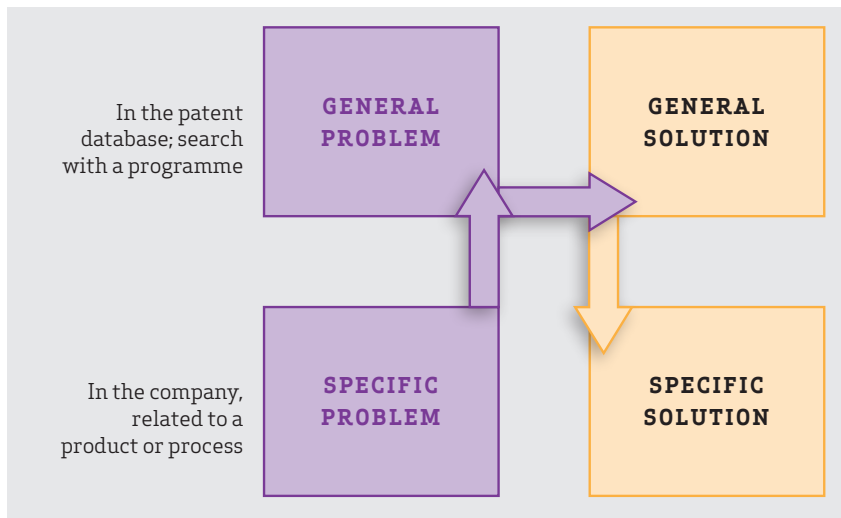 In the patent
database; search
with a programme
GENERAL
PROBLEM
GENERAL
SOLUTION
In the company,
related to a
product or process
SPECIFIC
PROBLEM
SPECIFIC
SOLUTION